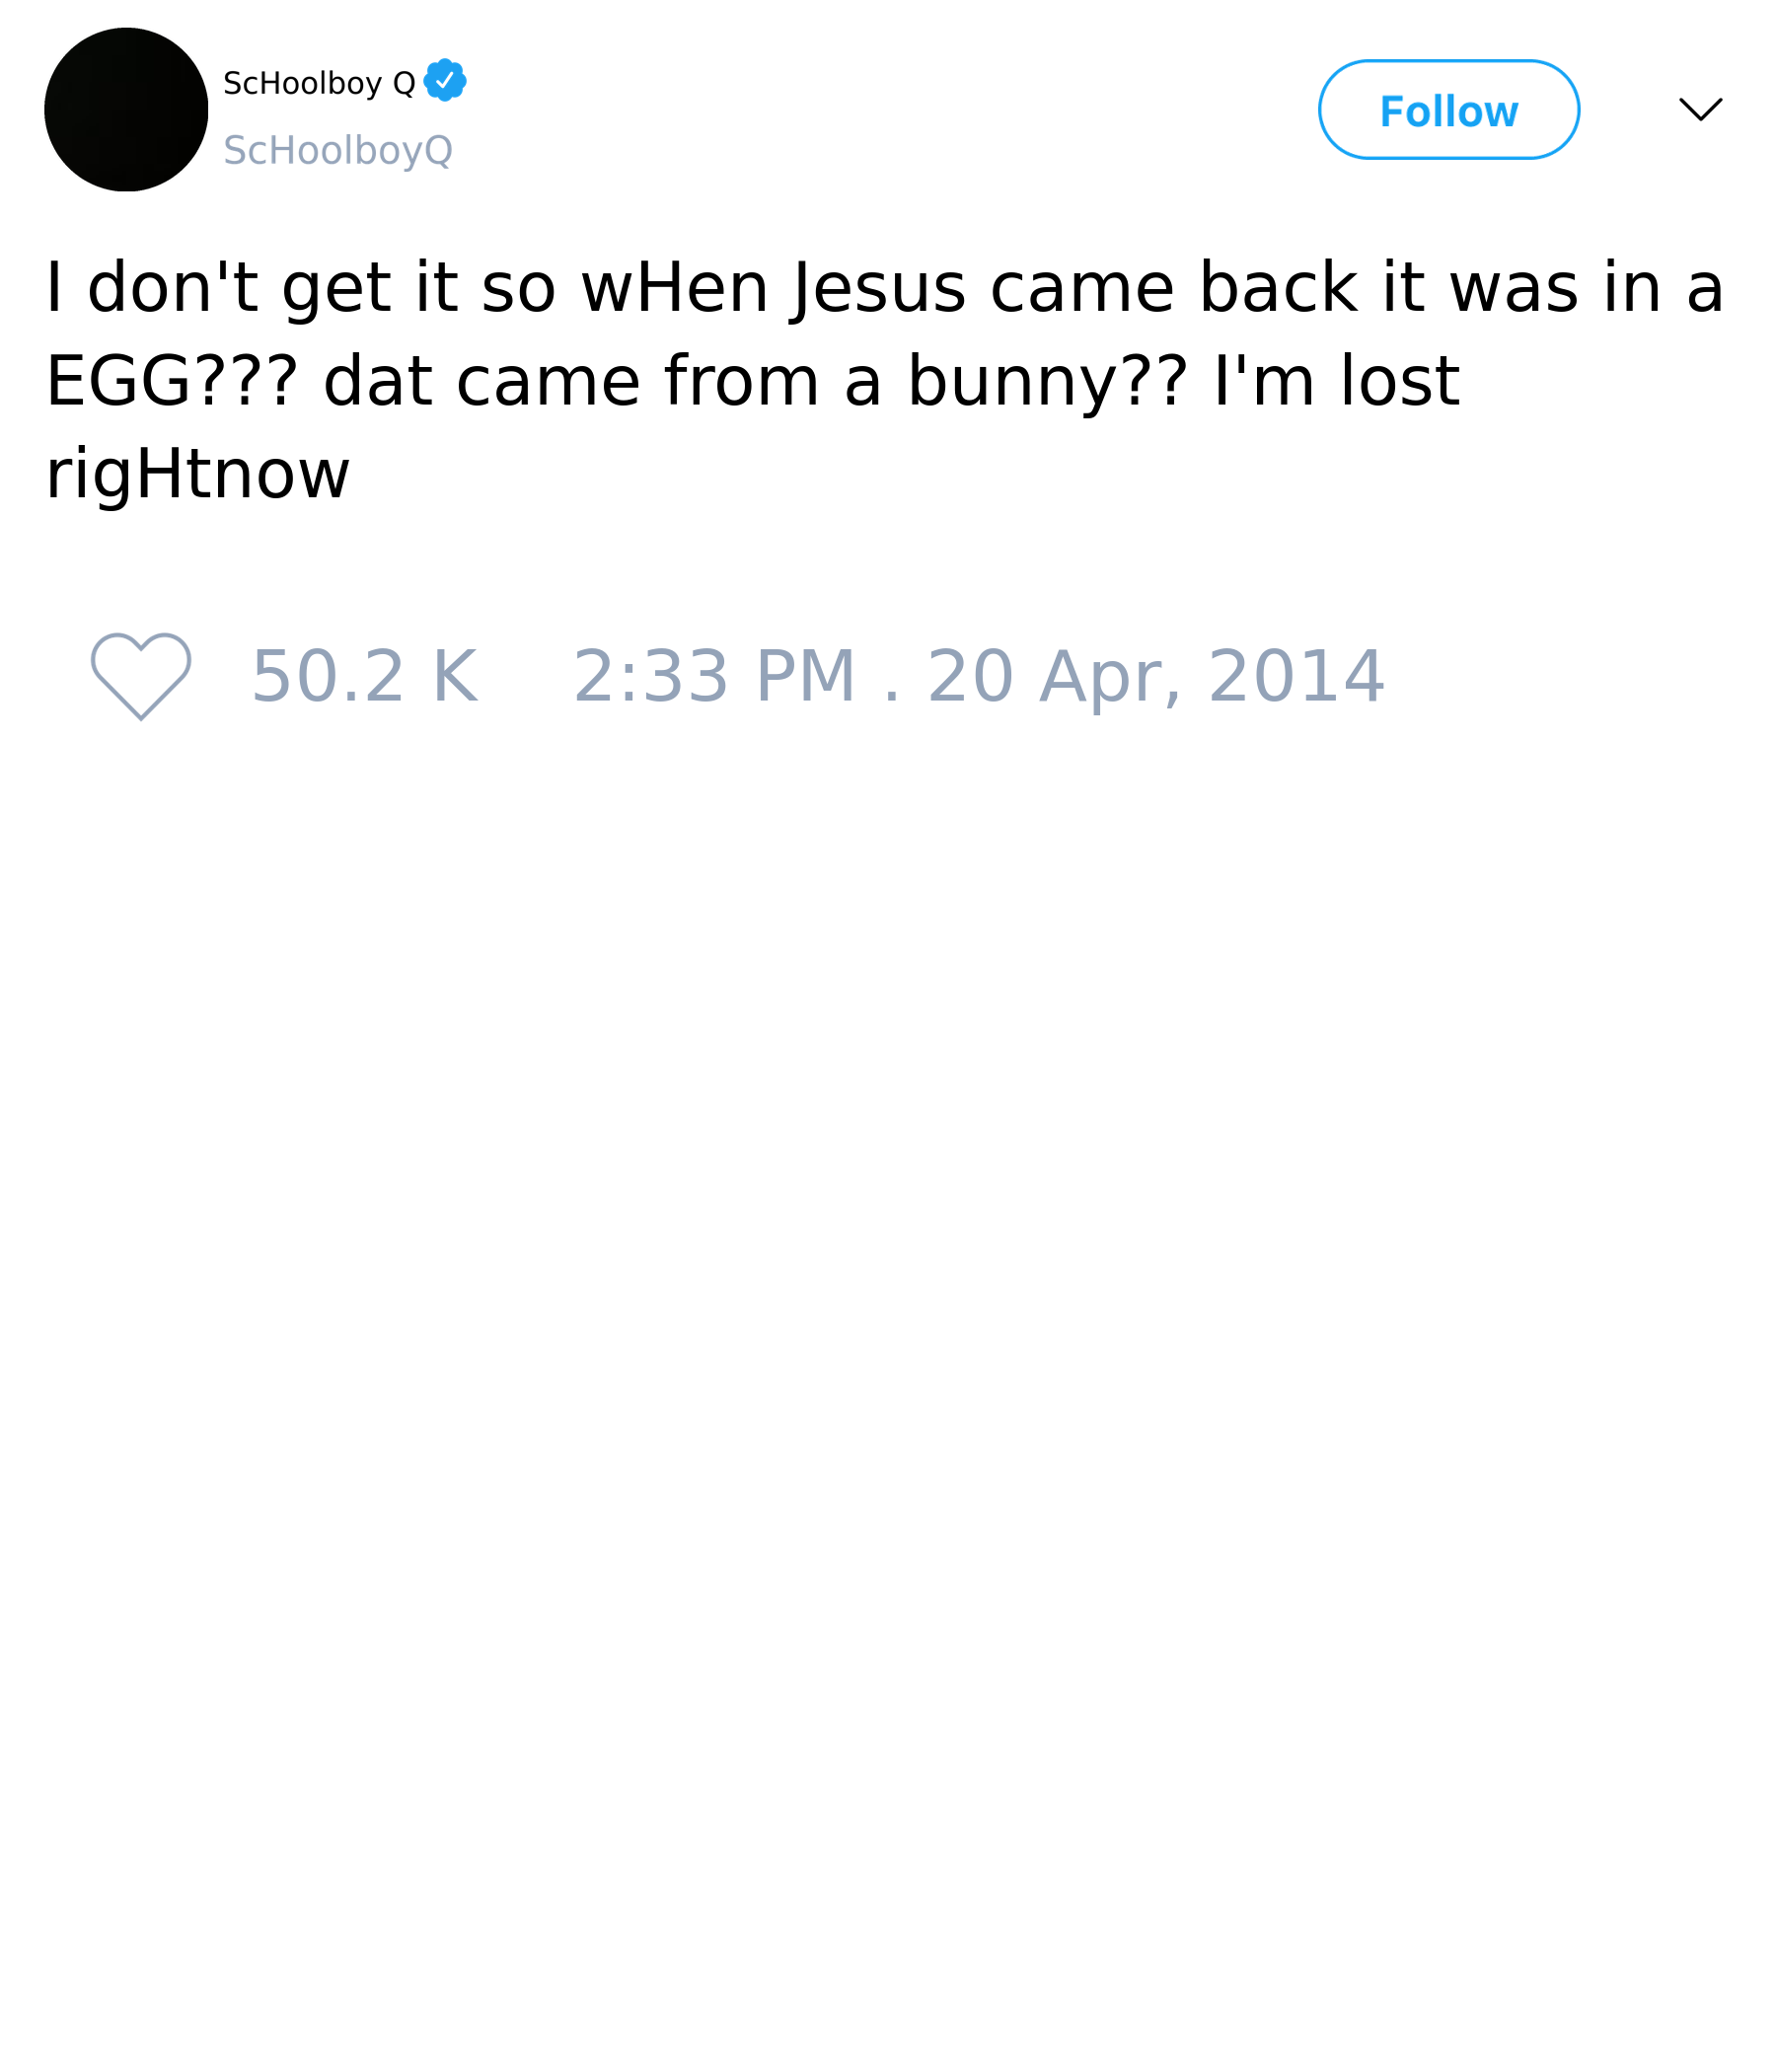 ScHoolboy Q
ScHoolboyQ
Follow
I don't get it so wHen Jesus came back it was in a
EGG??? dat came from a bunny?? I'm lost
rigHtnow
50.2 K 2:33 PM . 20 Apr, 2014